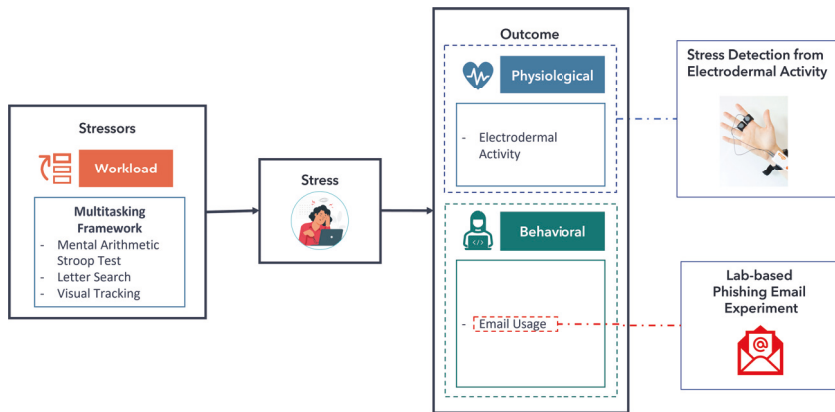 Stressors
Workload
Multitasking
Framework
- Mental Arithmetic
Stroop Test
- Letter Search
- Visual Tracking
Stress
Outcome
Physiological
- Electrodermal
Activity
Behavioral
</>
- Email Usage
Stress Detection from
Electrodermal Activity
Lab-based
Phishing Email
Experiment
@